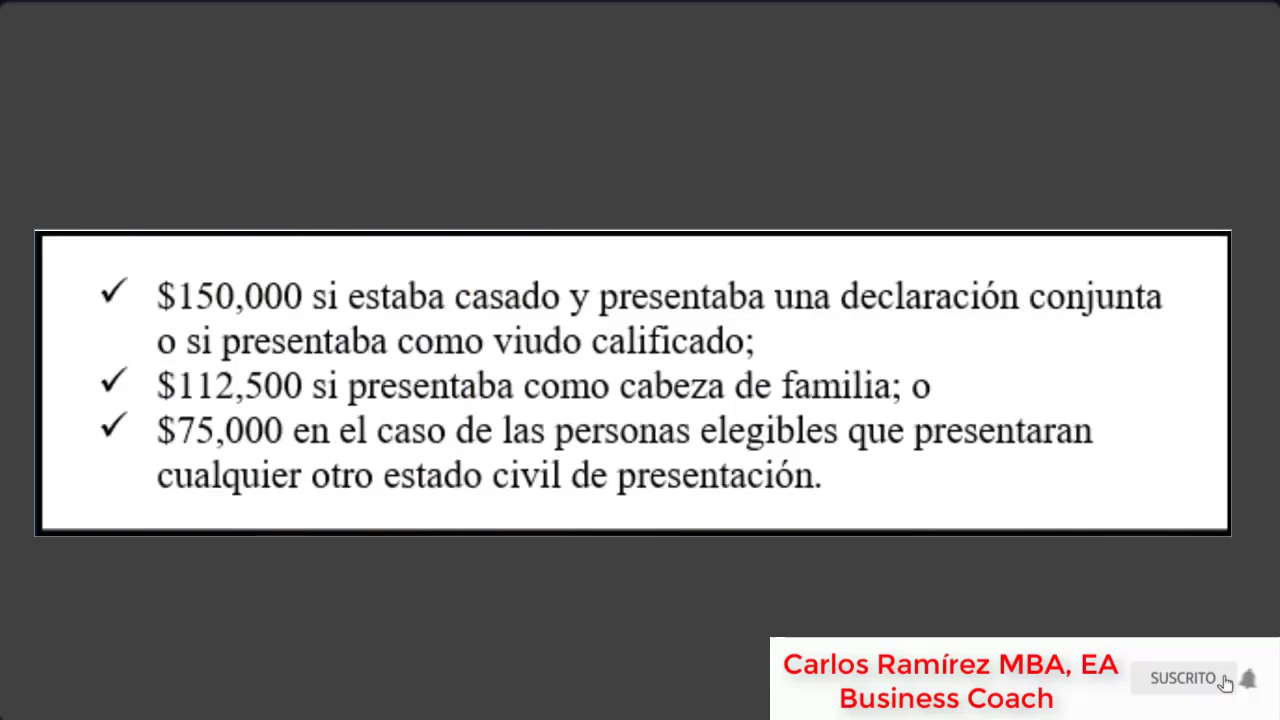 ✓ $150,000 si estaba casado y presentaba una declaración conjunta
o si presentaba como viudo calificado;
✓ $112,500 si presentaba como cabeza de familia; o
✓ $75,000 en el caso de las personas elegibles que presentaran
cualquier otro estado civil de presentación.
Carlos Ramírez MBA, EA
Business Coach
SUSCRITO